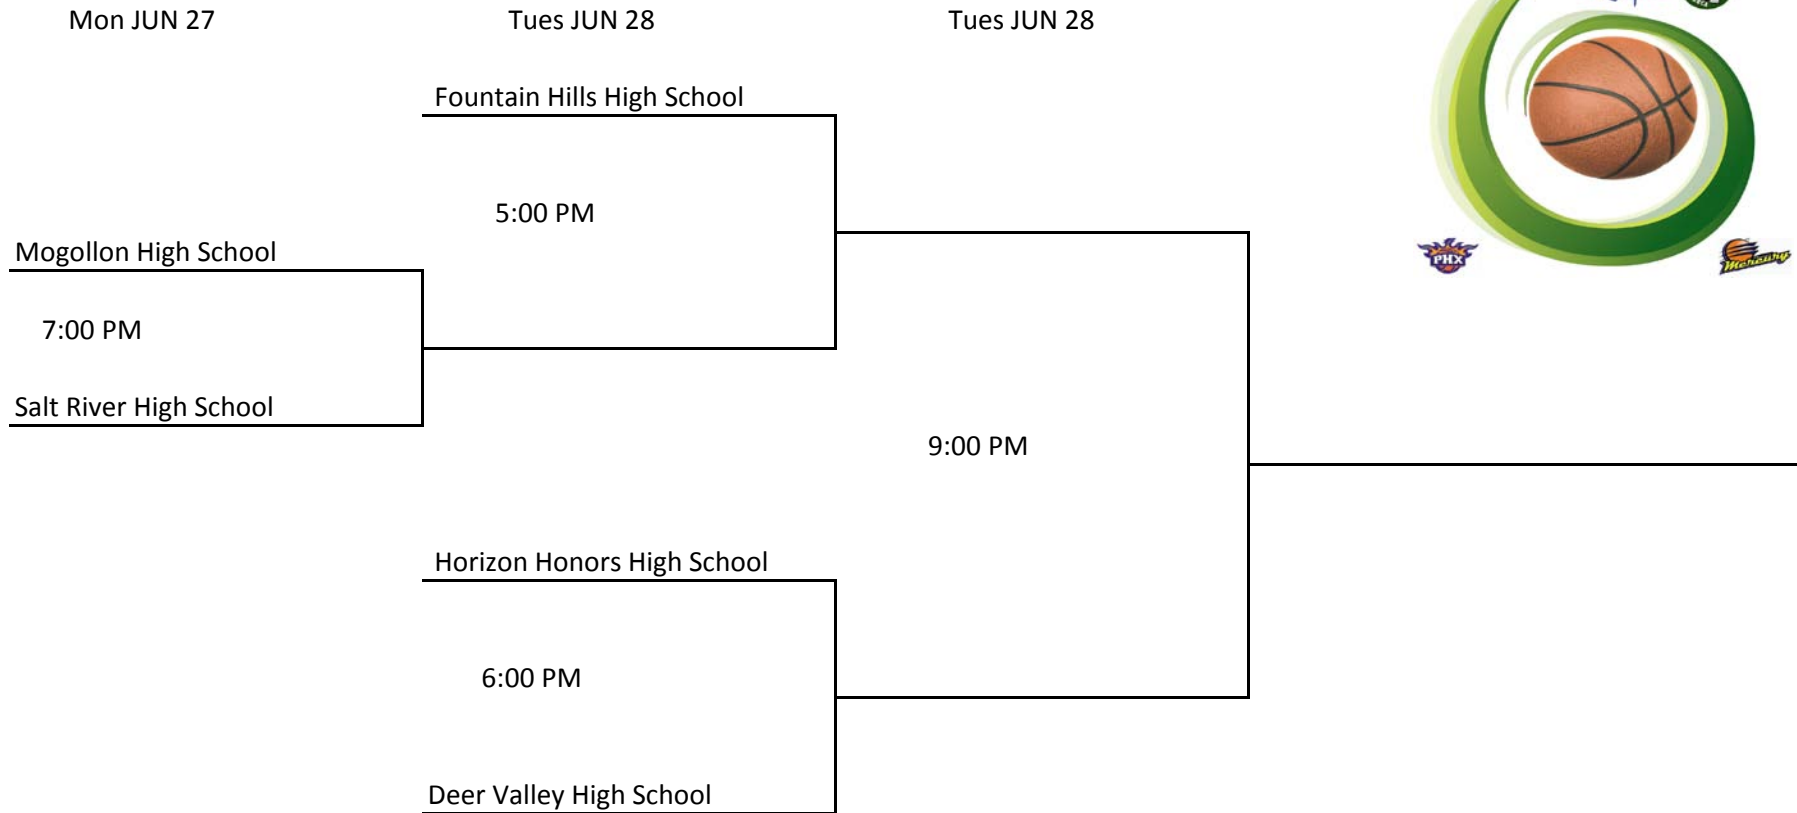 Mon JUN 27
Tues JUN 28
Tues JUN 28
Fountain Hills High School
5:00 PM
Mogollon High School
7:00 PM
Salt River High School
9:00 PM
Horizon Honors High School
6:00 PM
Deer Valley High School
PHX
Mercury